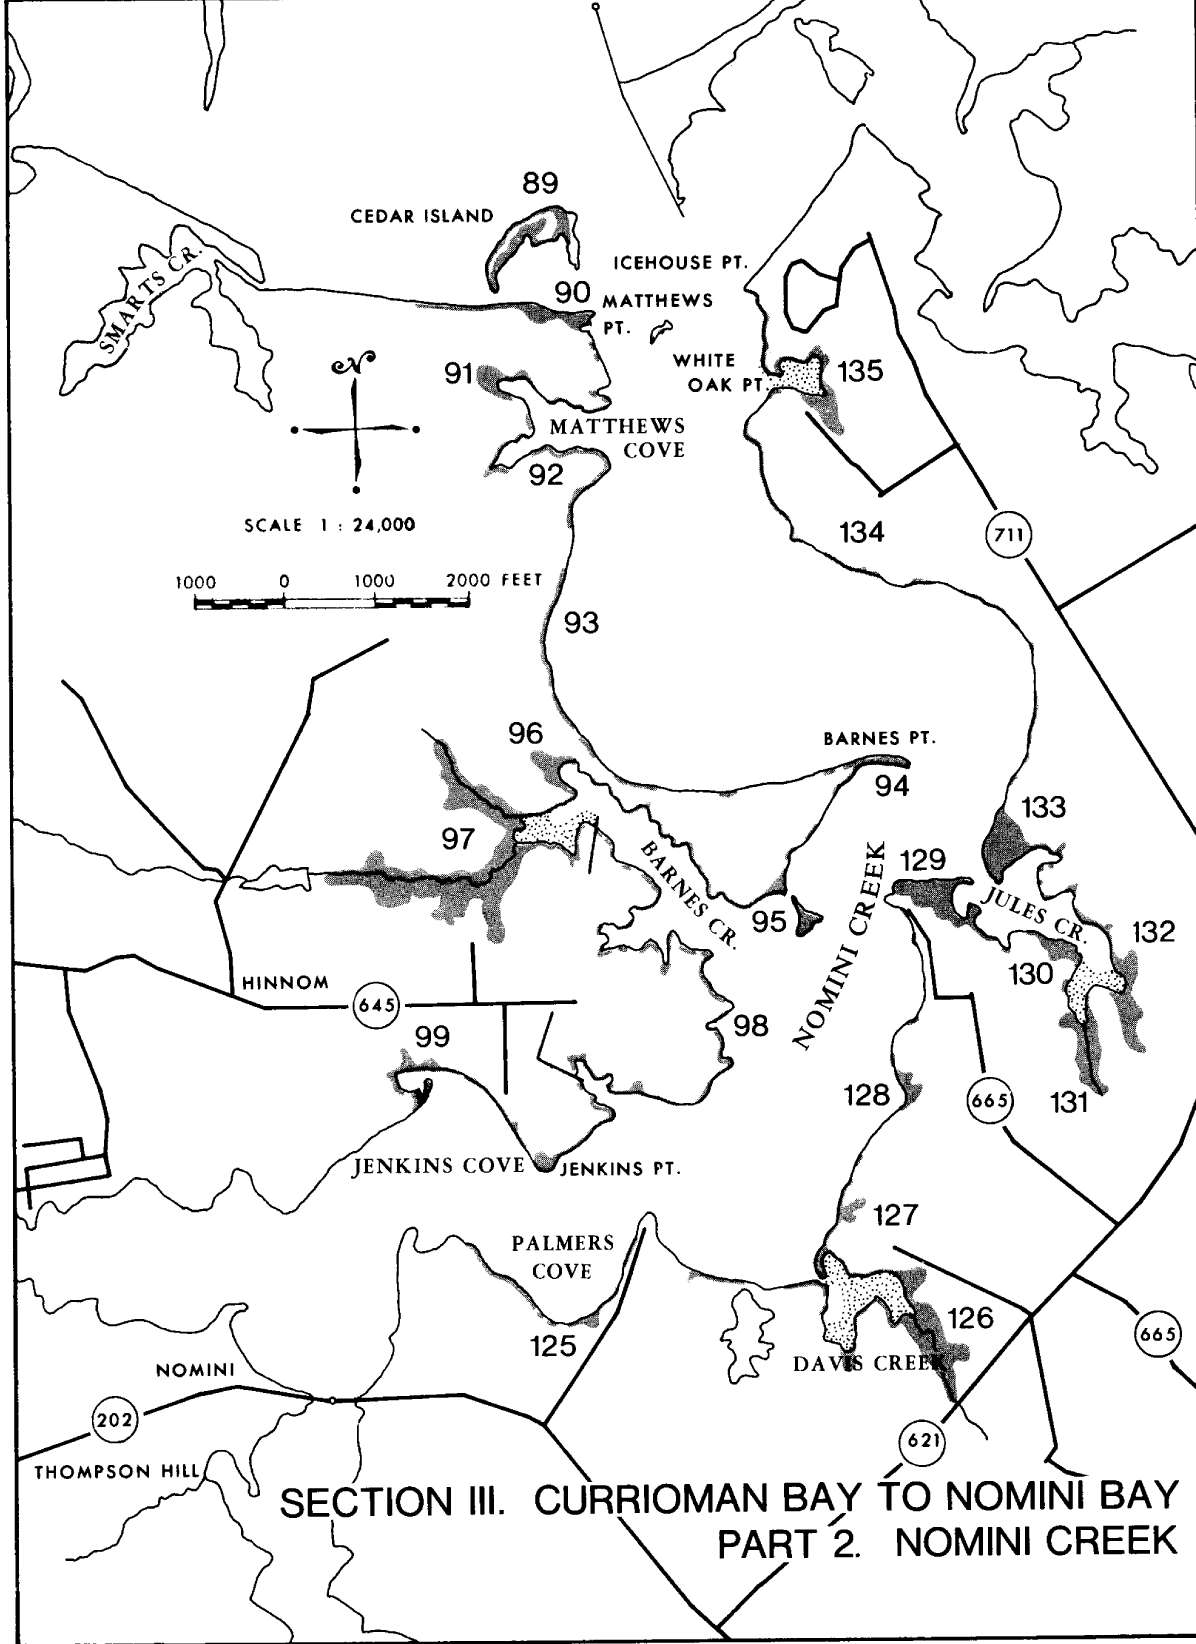 89
CEDAR ISLAND
ICEHOUSE PT.
SMARTS CR.
90
MATTHEWS
PT.
N
91
WHITE
OAK PT.
135
MATTHEWS
COVE
92
SCALE 1 : 24,000
134
711
1000 0 1000 2000 FEET
93
96
BARNES PT.
94
133
97
BARNES CR.
129
JULES CR.
95
NOMINI CREEK
132
130
HINNOM
645
98
99
128
665
131
JENKINS COVE
JENKINS PT.
127
PALMERS
COVE
126
125
665
DAVIS CREEK
NOMINI
202
621
THOMPSON HILL
SECTION III. CURRIOMAN BAY TO NOMINI BAY
PART 2. NOMINI CREEK